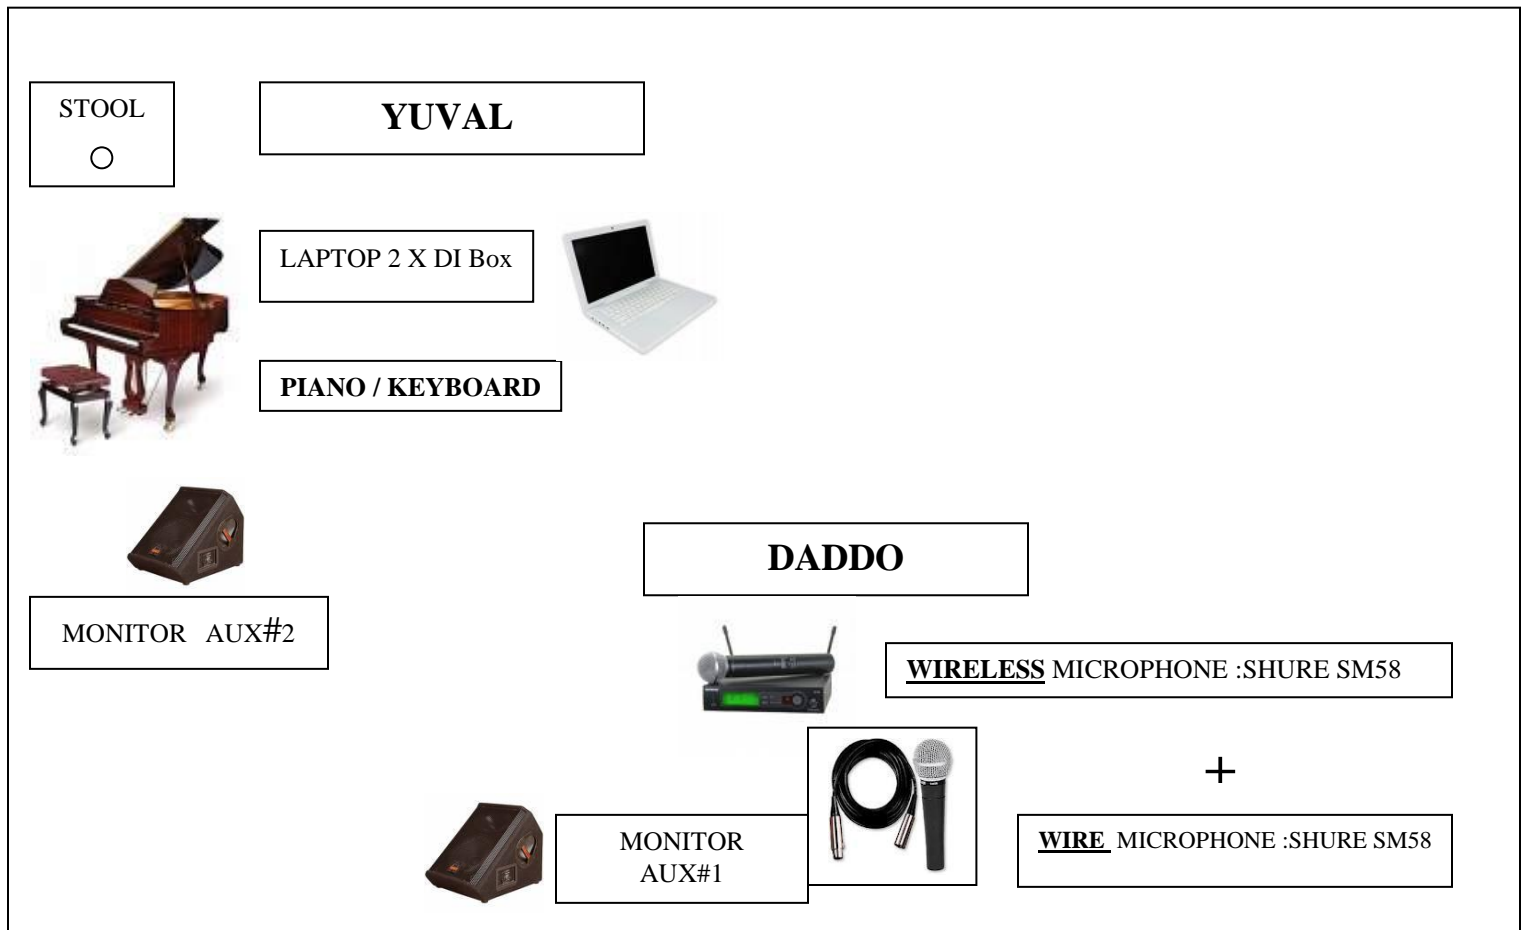 STOOL
YUVAL
LAPTOP 2 X DI Box
PIANO / KEYBOARD
DADDO
MONITOR AUX#2
WIRELESS MICROPHONE :SHURE SM58
+
MONITOR
AUX#1
WIRE MICROPHONE :SHURE SM58